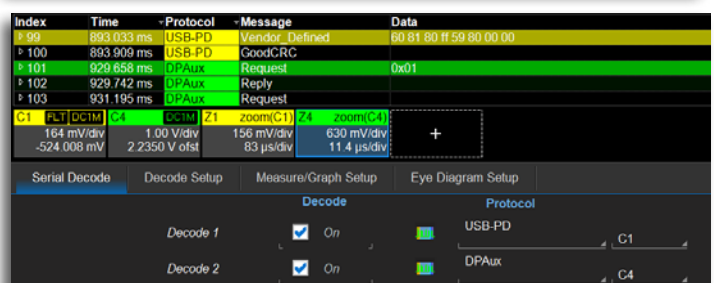 Index Time Protocol Message Data
99 893.033 ms USB-PD Vendor_Defined 60 81 80 ff 59 80 00 00
100 893.909 ms USB-PD GoodCRC
101 929.658 ms DPAux Request 0x01
102 929.742 ms DPAux Reply
103 931.195 ms DPAux Request
C1 FLT DC1M C4 DC1M Z1 zoom(C1) Z4 zoom(C4)
164 mV/div 1.00 V/div 156 mV/div 630 mV/div +
-524.008 mV 2.2350 V ofst 83 µs/div 11.4 µs/div
Serial Decode Decode Setup Measure/Graph Setup Eye Diagram Setup
Decode Protocol
Decode 1 On USB-PD C1
Decode 2 On DPAux C4